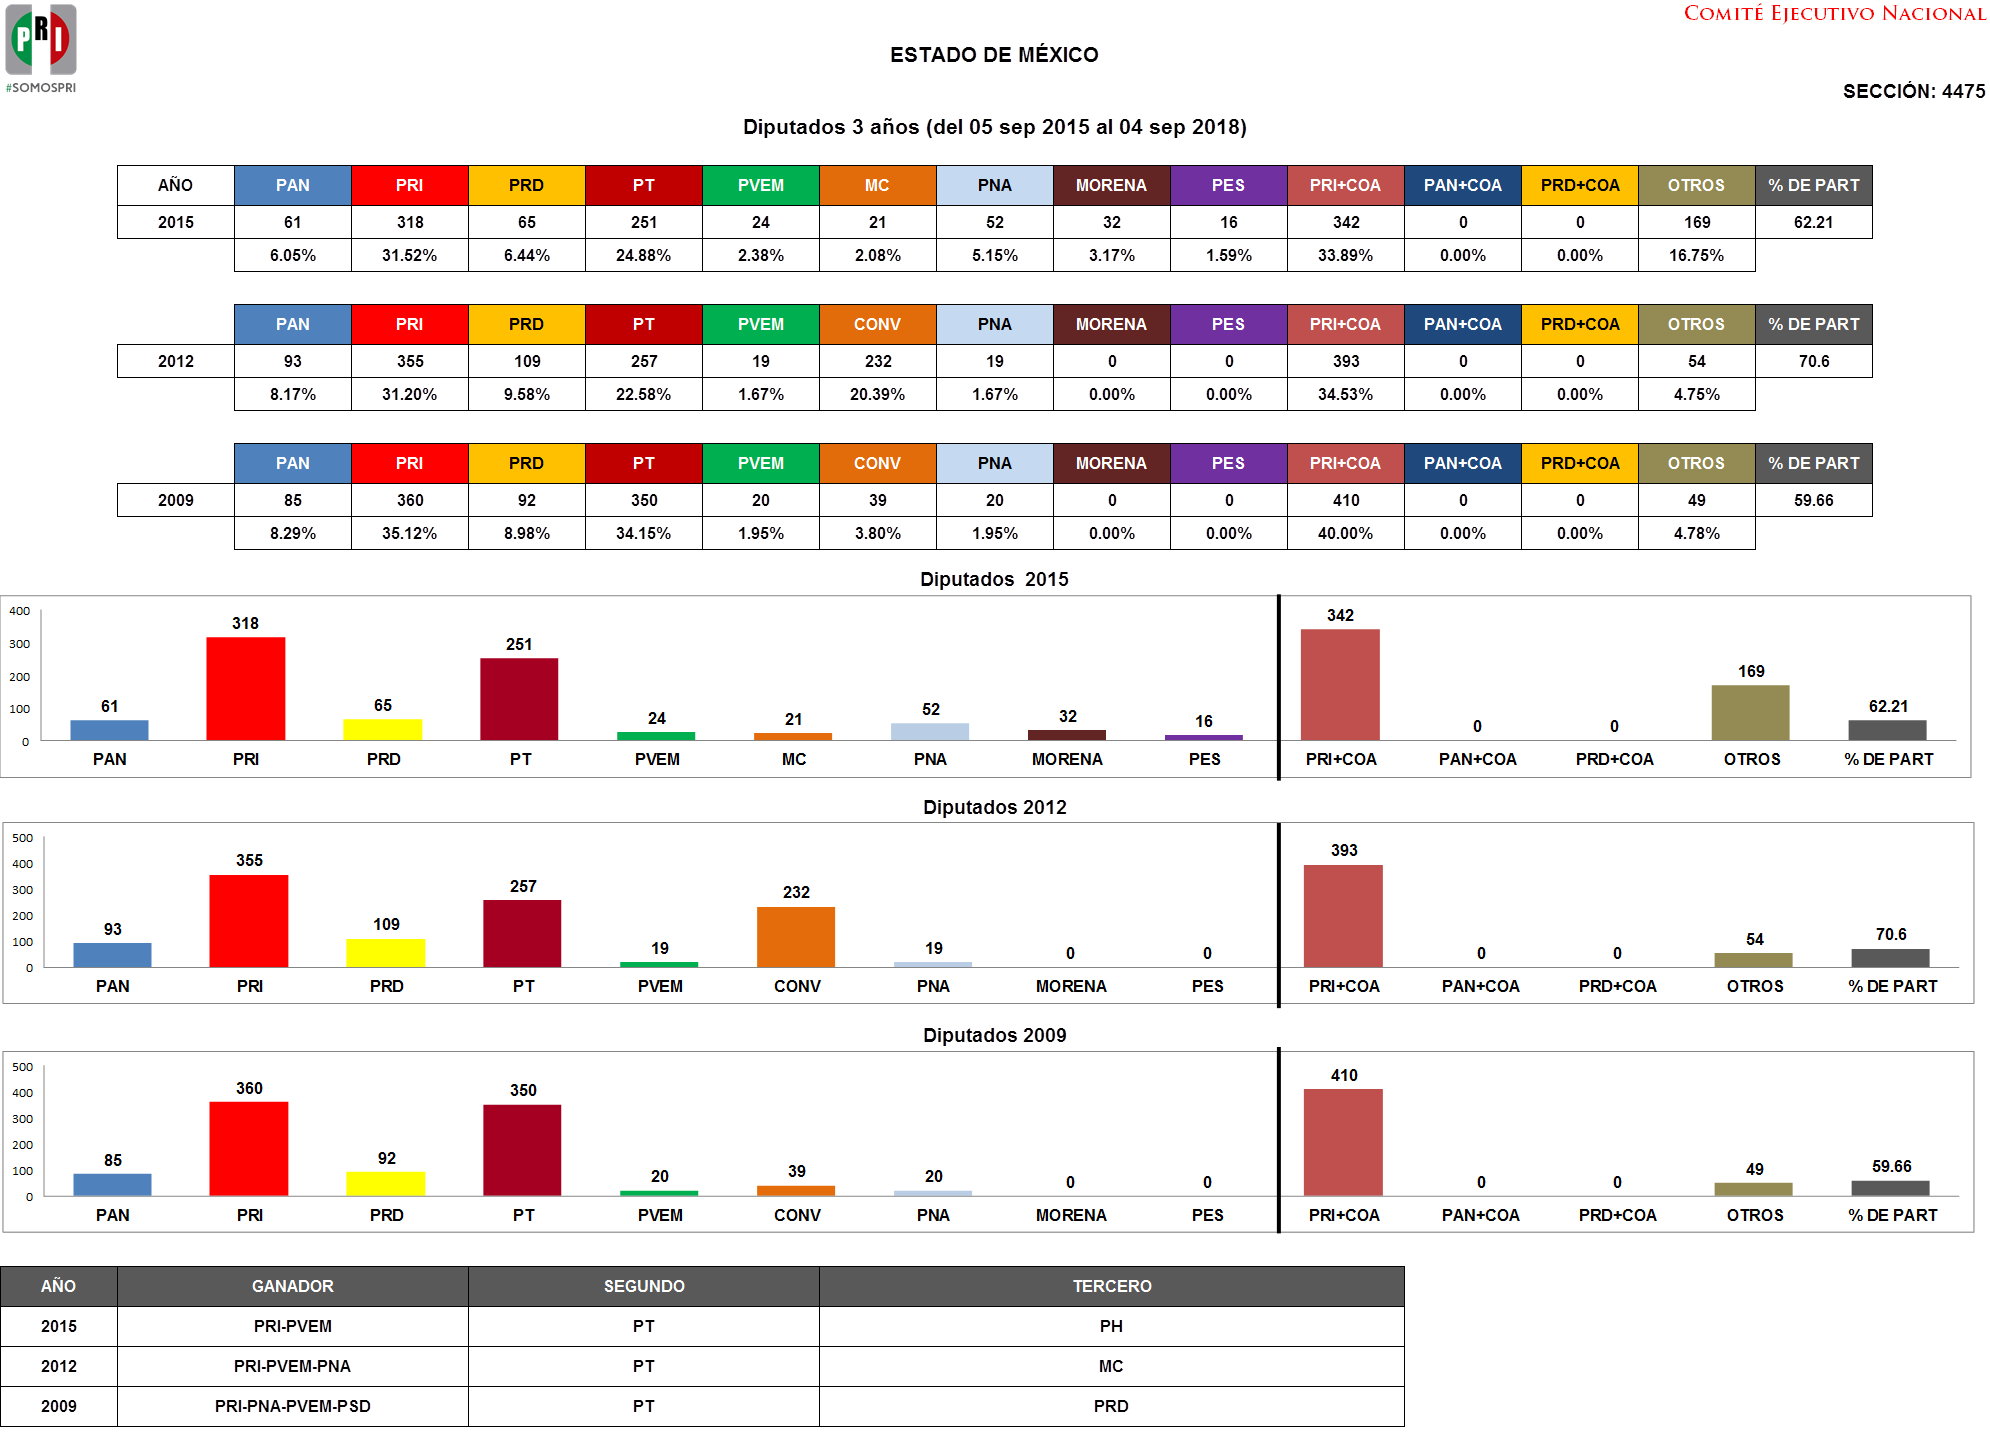 PRI
#SOMOSPRI
COMITÉ EJECUTIVO NACIONAL
ESTADO DE MÉXICO
SECCIÓN: 4475
Diputados 3 años (del 05 sep 2015 al 04 sep 2018)
AÑO PAN PRI PRD PT PVEM MC PNA MORENA PES PRI+COA PAN+COA PRD+COA OTROS % DE PART
2015 61 318 65 251 24 21 52 32 16 342 0 0 169 62.21
6.05% 31.52% 6.44% 24.88% 2.38% 2.08% 5.15% 3.17% 1.59% 33.89% 0.00% 0.00% 16.75%
PAN PRI PRD PT PVEM CONV PNA MORENA PES PRI+COA PAN+COA PRD+COA OTROS % DE PART
2012 93 355 109 257 19 232 19 0 0 393 0 0 54 70.6
8.17% 31.20% 9.58% 22.58% 1.67% 20.39% 1.67% 0.00% 0.00% 34.53% 0.00% 0.00% 4.75%
PAN PRI PRD PT PVEM CONV PNA MORENA PES PRI+COA PAN+COA PRD+COA OTROS % DE PART
2009 85 360 92 350 20 39 20 0 0 410 0 0 49 59.66
8.29% 35.12% 8.98% 34.15% 1.95% 3.80% 1.95% 0.00% 0.00% 40.00% 0.00% 0.00% 4.78%
Diputados 2015
400
300
200
100
0
61 318 65 251 24 21 52 32 16 342 0 0 169 62.21
PAN PRI PRD PT PVEM MC PNA MORENA PES PRI+COA PAN+COA PRD+COA OTROS % DE PART
Diputados 2012
500
400
300
200
100
0
93 355 109 257 19 232 19 0 0 393 0 0 54 70.6
PAN PRI PRD PT PVEM CONV PNA MORENA PES PRI+COA PAN+COA PRD+COA OTROS % DE PART
Diputados 2009
500
400
300
200
100
0
85 360 92 350 20 39 20 0 0 410 0 0 49 59.66
PAN PRI PRD PT PVEM CONV PNA MORENA PES PRI+COA PAN+COA PRD+COA OTROS % DE PART
AÑO GANADOR SEGUNDO TERCERO
2015 PRI-PVEM PT PH
2012 PRI-PVEM-PNA PT MC
2009 PRI-PNA-PVEM-PSD PT PRD